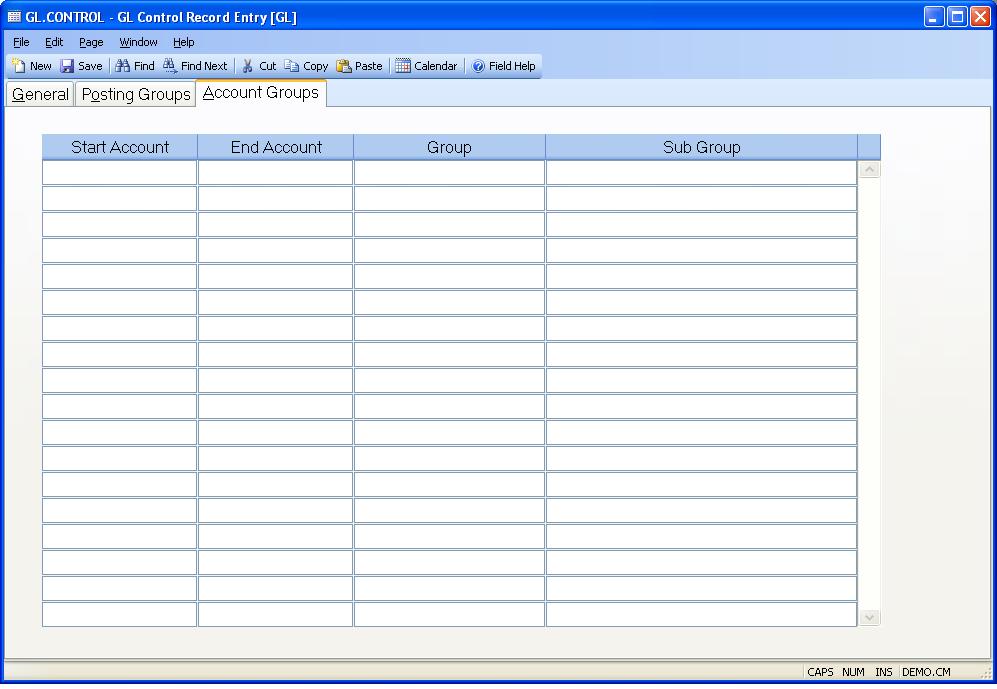 GL.CONTROL - GL Control Record Entry [GL]
File Edit Page Window Help
New Save Find Find Next Cut Copy Paste Calendar Field Help
General Posting Groups Account Groups
Start Account End Account Group Sub Group
CAPS NUM INS DEMO.CM